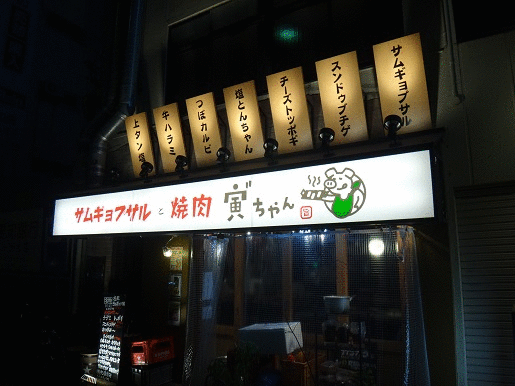 サムギョプサル
スンドゥブチゲ
チーズトッポギ
塩とんちゃん
つぼカルビ
牛ハラミ
上タン塩
サムギョプサルと焼肉 寅ちゃん